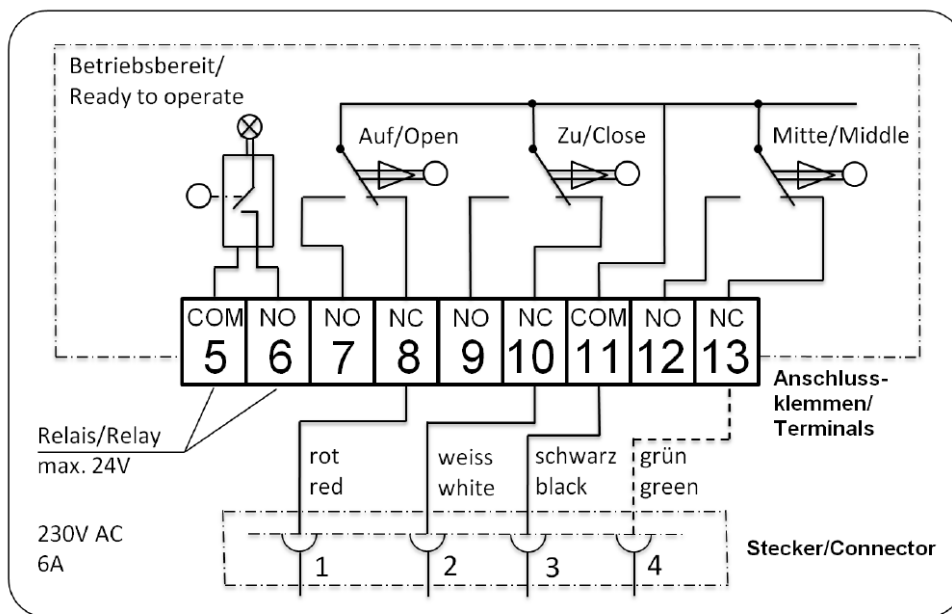 Betriebsbereit/
Ready to operate
Auf/Open
Zu/Close
Mitte/Middle
COM NO NO NC NO NC COM NO NC
5 6 7 8 9 10 11 12 13
Anschluss-
klemmen/
Terminals
Relais/Relay
max. 24V
rot
red
weiss
white
schwarz
black
grün
green
230V AC
6A
1 2 3 4
Stecker/Connector